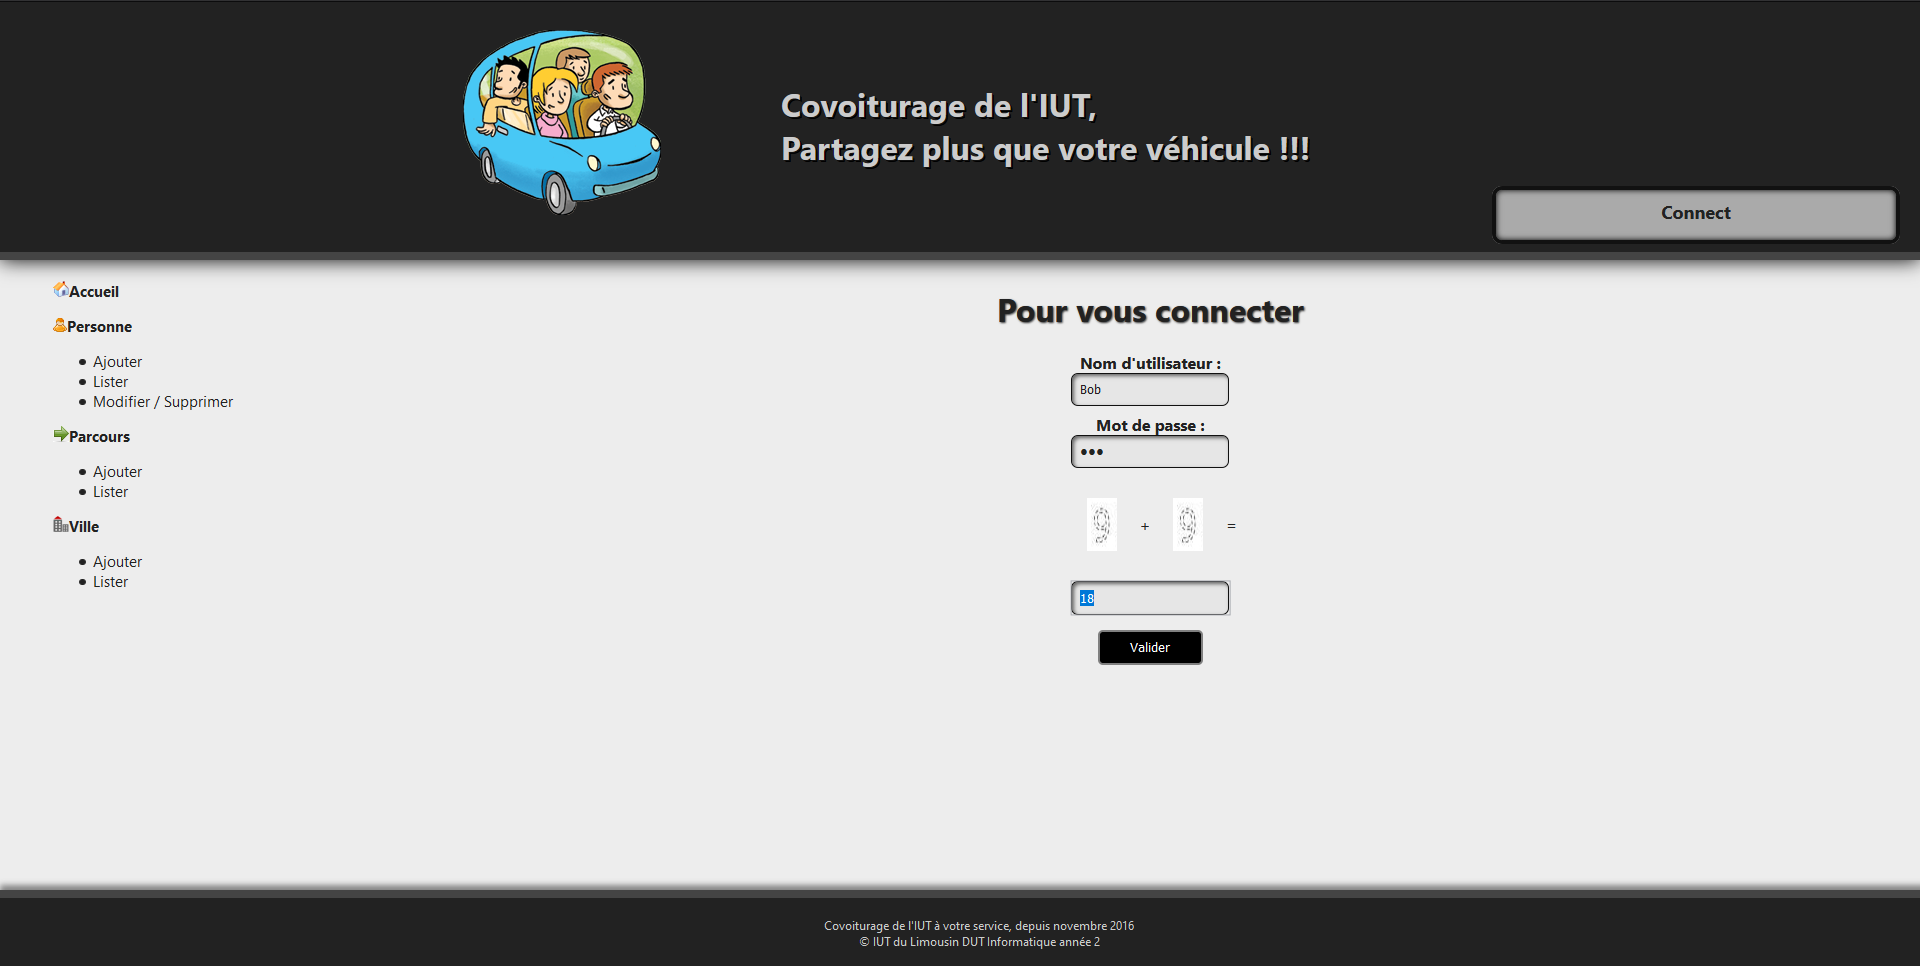 Covoiturage de l'IUT,
Partagez plus que votre véhicule !!!
Connect
Accueil
Personne
Ajouter
Lister
Modifier / Supprimer
Parcours
Ajouter
Lister
Ville
Ajouter
Lister
Pour vous connecter
Nom d'utilisateur :
Bob
Mot de passe :
•••
9 + 9 =
18
Valider
Covoiturage de l'IUT à votre service, depuis novembre 2016
© IUT du Limousin DUT Informatique année 2